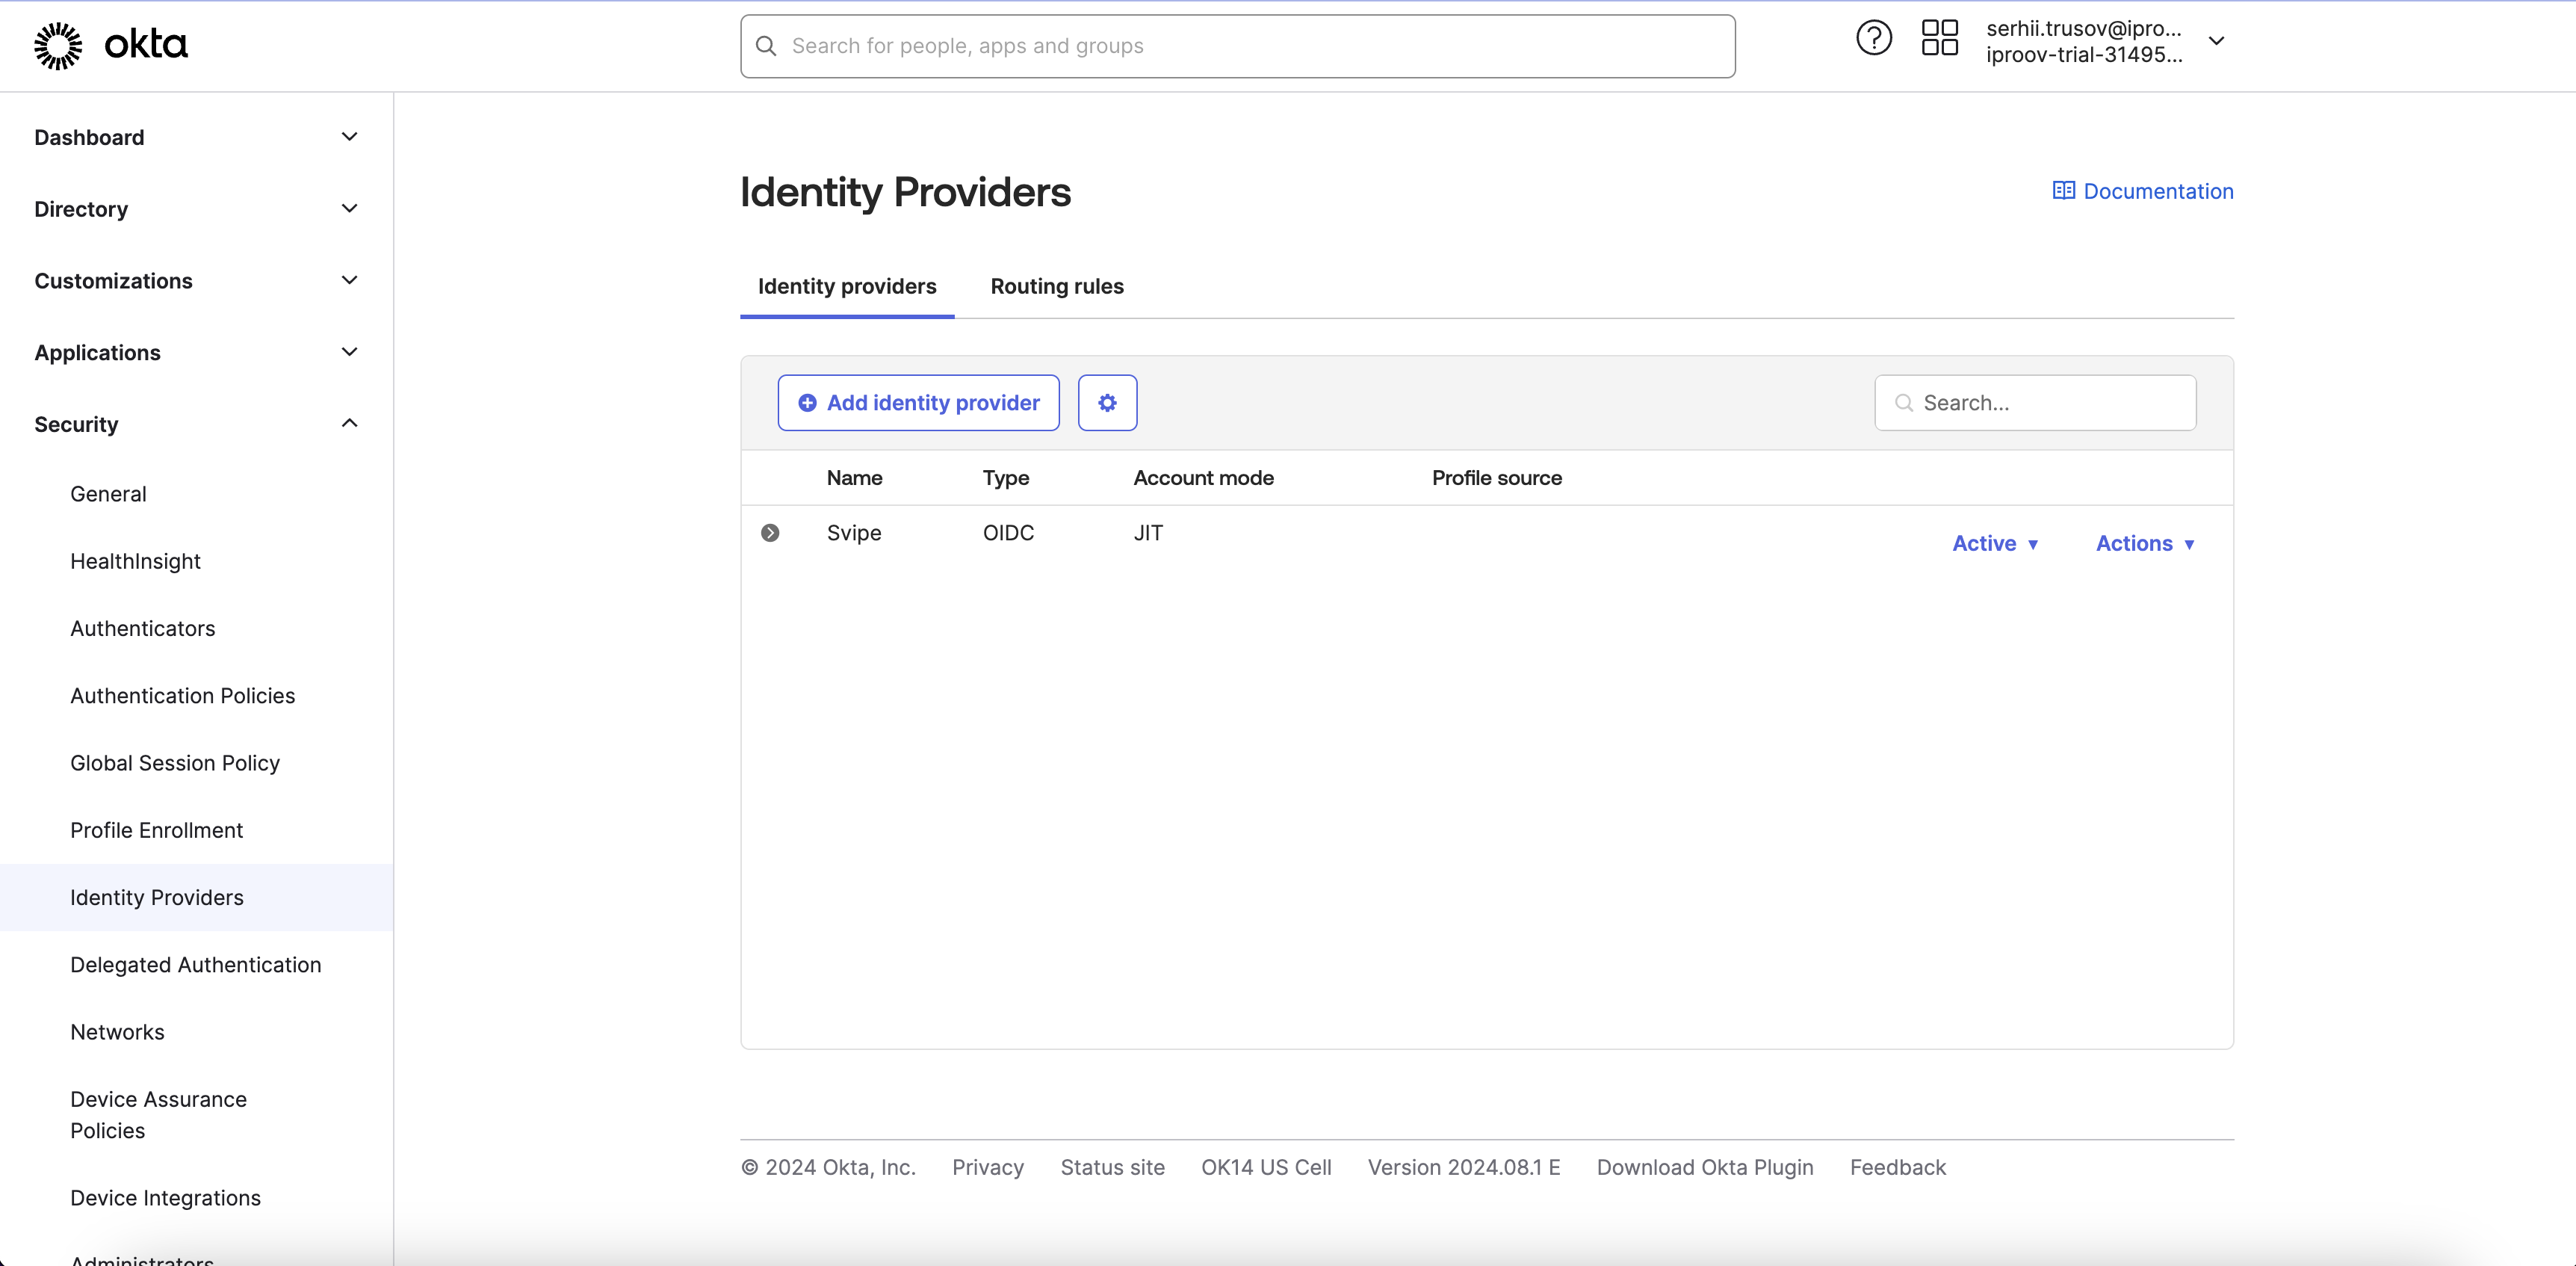 okta
Search for people, apps and groups
serhii.trusov@ipro...
iproov-trial-31495...
Dashboard
Directory
Customizations
Applications
Security
General
HealthInsight
Authenticators
Authentication Policies
Global Session Policy
Profile Enrollment
Identity Providers
Delegated Authentication
Networks
Device Assurance
Policies
Device Integrations
Administrators
Identity Providers
Documentation
Identity providers Routing rules
Add identity provider
Search...
Name Type Account mode Profile source
Svipe OIDC JIT Active ▼ Actions ▼
© 2024 Okta, Inc. Privacy Status site OK14 US Cell Version 2024.08.1 E Download Okta Plugin Feedback